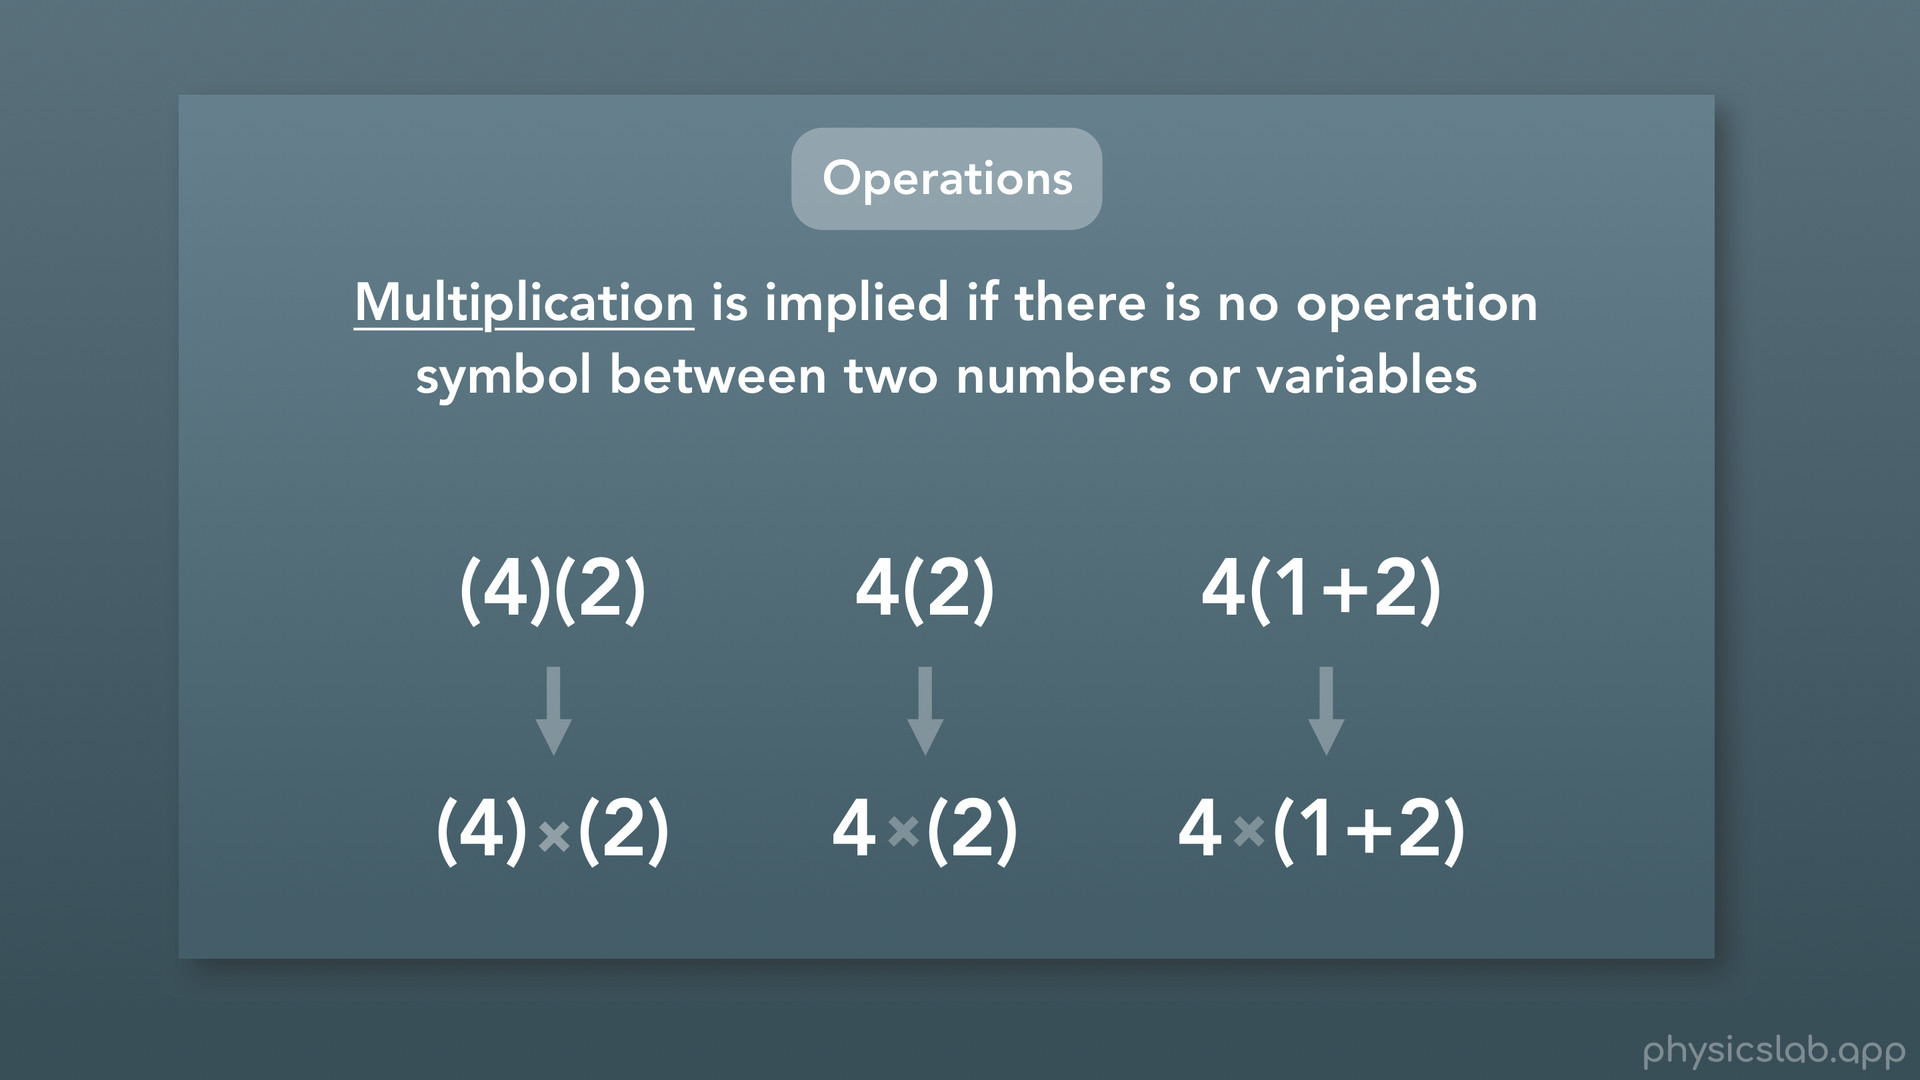 Operations
Multiplication is implied if there is no operation
symbol between two numbers or variables
(4)(2) 4(2) 4(1+2)
(4)×(2) 4×(2) 4×(1+2)
physicslab.app